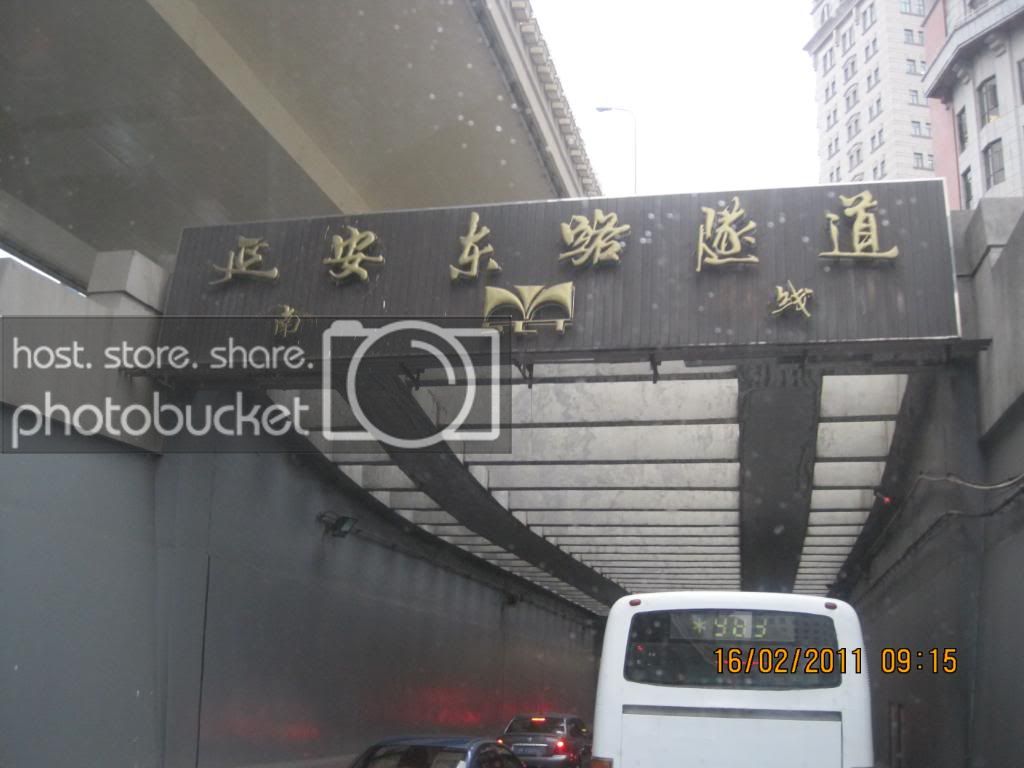 延安东路隧道
南 线
host. store. share.
photobucket
16/02/2011 09:15